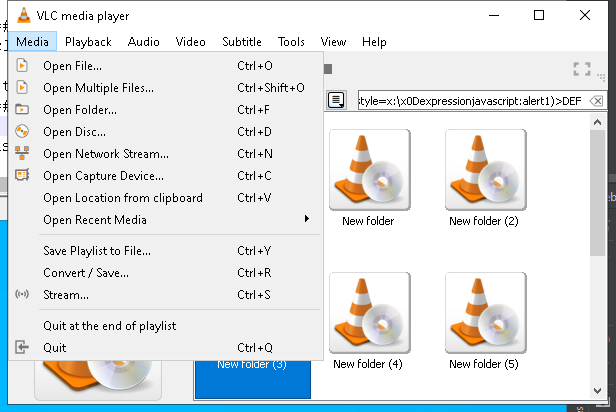 VLC media player
Media Playback Audio Video Subtitle Tools View Help
Open File... Ctrl+O
Open Multiple Files... Ctrl+Shift+O
Open Folder... Ctrl+F
Open Disc... Ctrl+D
Open Network Stream... Ctrl+N
Open Capture Device... Ctrl+C
Open Location from clipboard Ctrl+V
Open Recent Media
Save Playlist to File... Ctrl+Y
Convert / Save... Ctrl+R
Stream... Ctrl+S
Quit at the end of playlist
Quit Ctrl+Q
style=x:\x0Dexpressionjavascript:alert1)>DEF
New folder
New folder (2)
New folder (3)
New folder (4)
New folder (5)